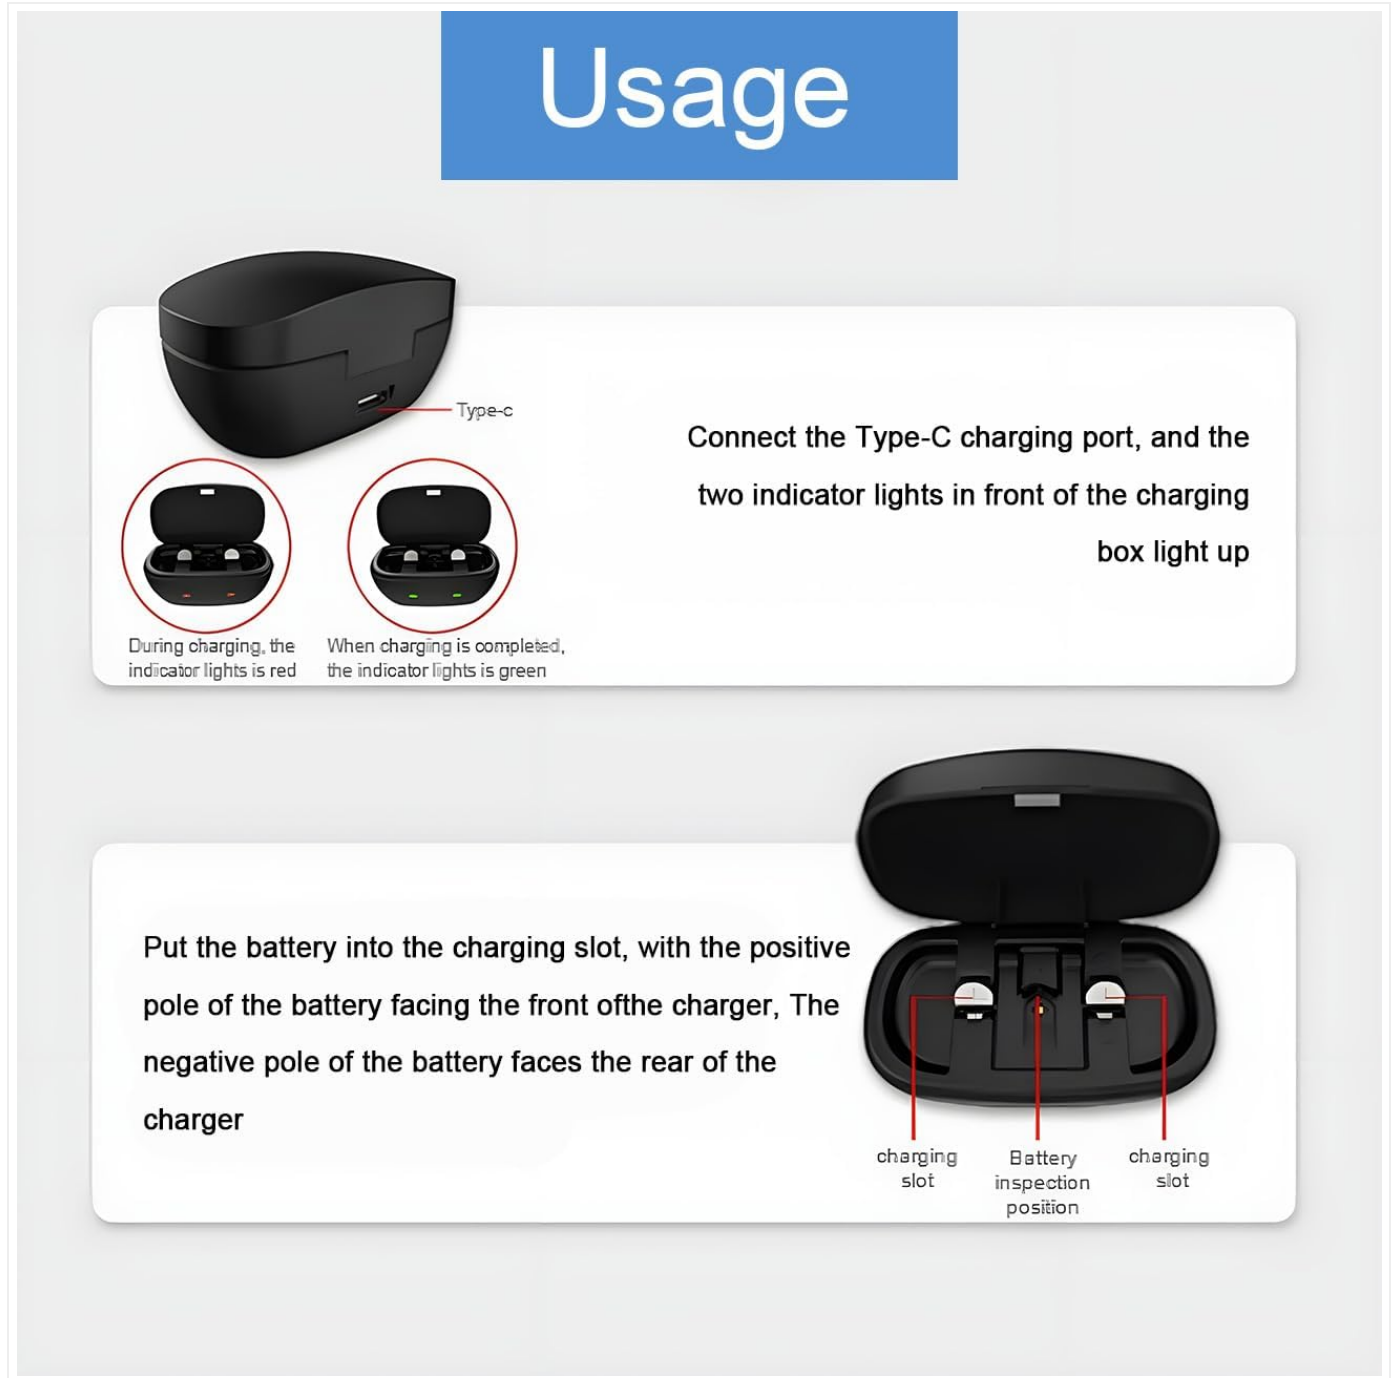 Usage
Type-c
Connect the Type-C charging port, and the
two indicator lights in front of the charging
box light up
During charging, the
indicator lights is red
When charging is completed,
the indicator lights is green
Put the battery into the charging slot, with the positive
pole of the battery facing the front ofthe charger, The
negative pole of the battery faces the rear of the
charger
charging
slot
Battery
inspection
position
charging
slot